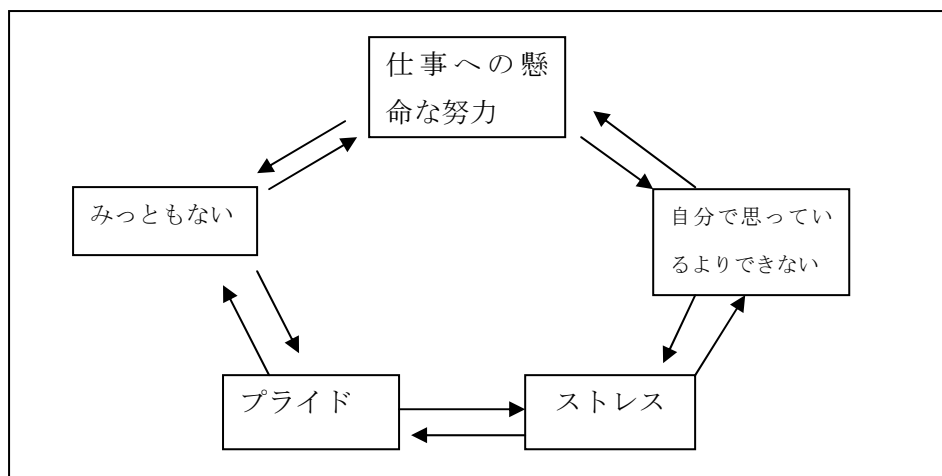 仕事への懸
命な努力
みっともない
自分で思ってい
るよりできない
プライド
ストレス